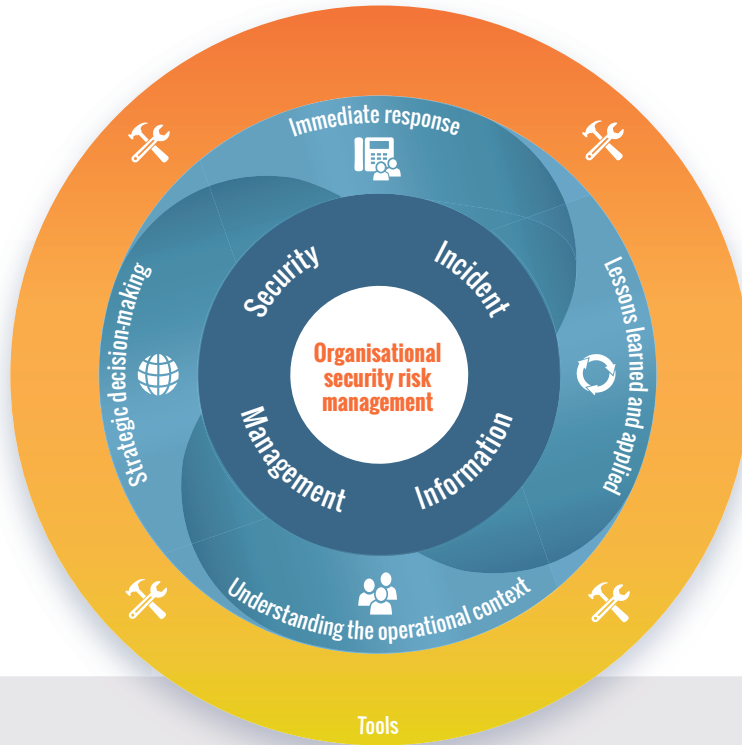 Immediate response
Security
Incident
Lessons learned and applied
Strategic decision-making
Organisational
security risk
management
Management
Information
Understanding the operational context
Tools